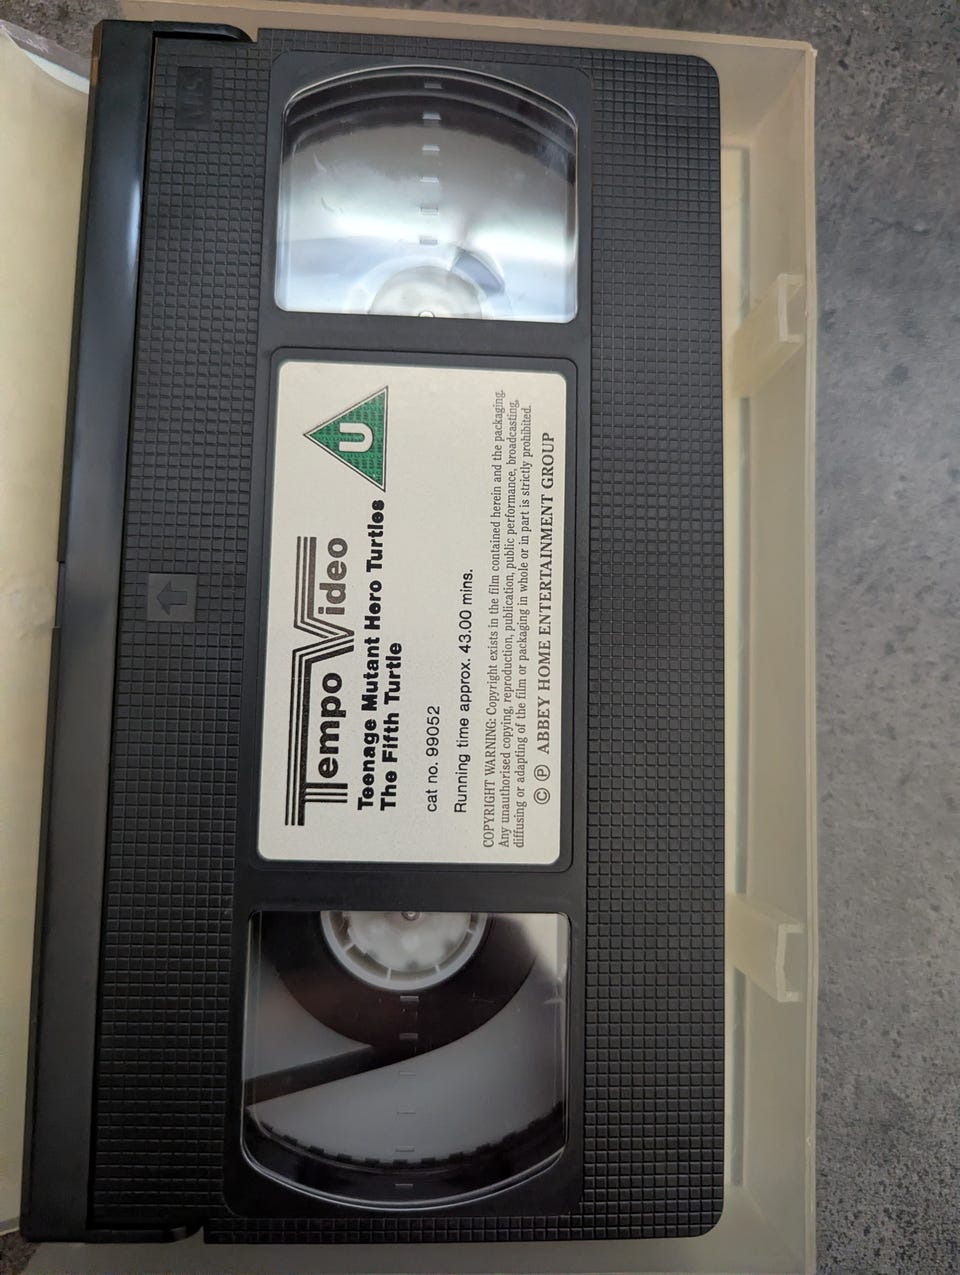 VHS
Tempo Video
U
Teenage Mutant Hero Turtles
The Fifth Turtle
cat no. 99052
Running time approx. 43.00 mins.
COPYRIGHT WARNING: Copyright exists in the film contained herein and the packaging.
Any unauthorised copying, reproduction, publication, public performance, broadcasting,
diffusing or adapting of the film or packaging in whole or in part is strictly prohibited.
© ℗ ABBEY HOME ENTERTAINMENT GROUP